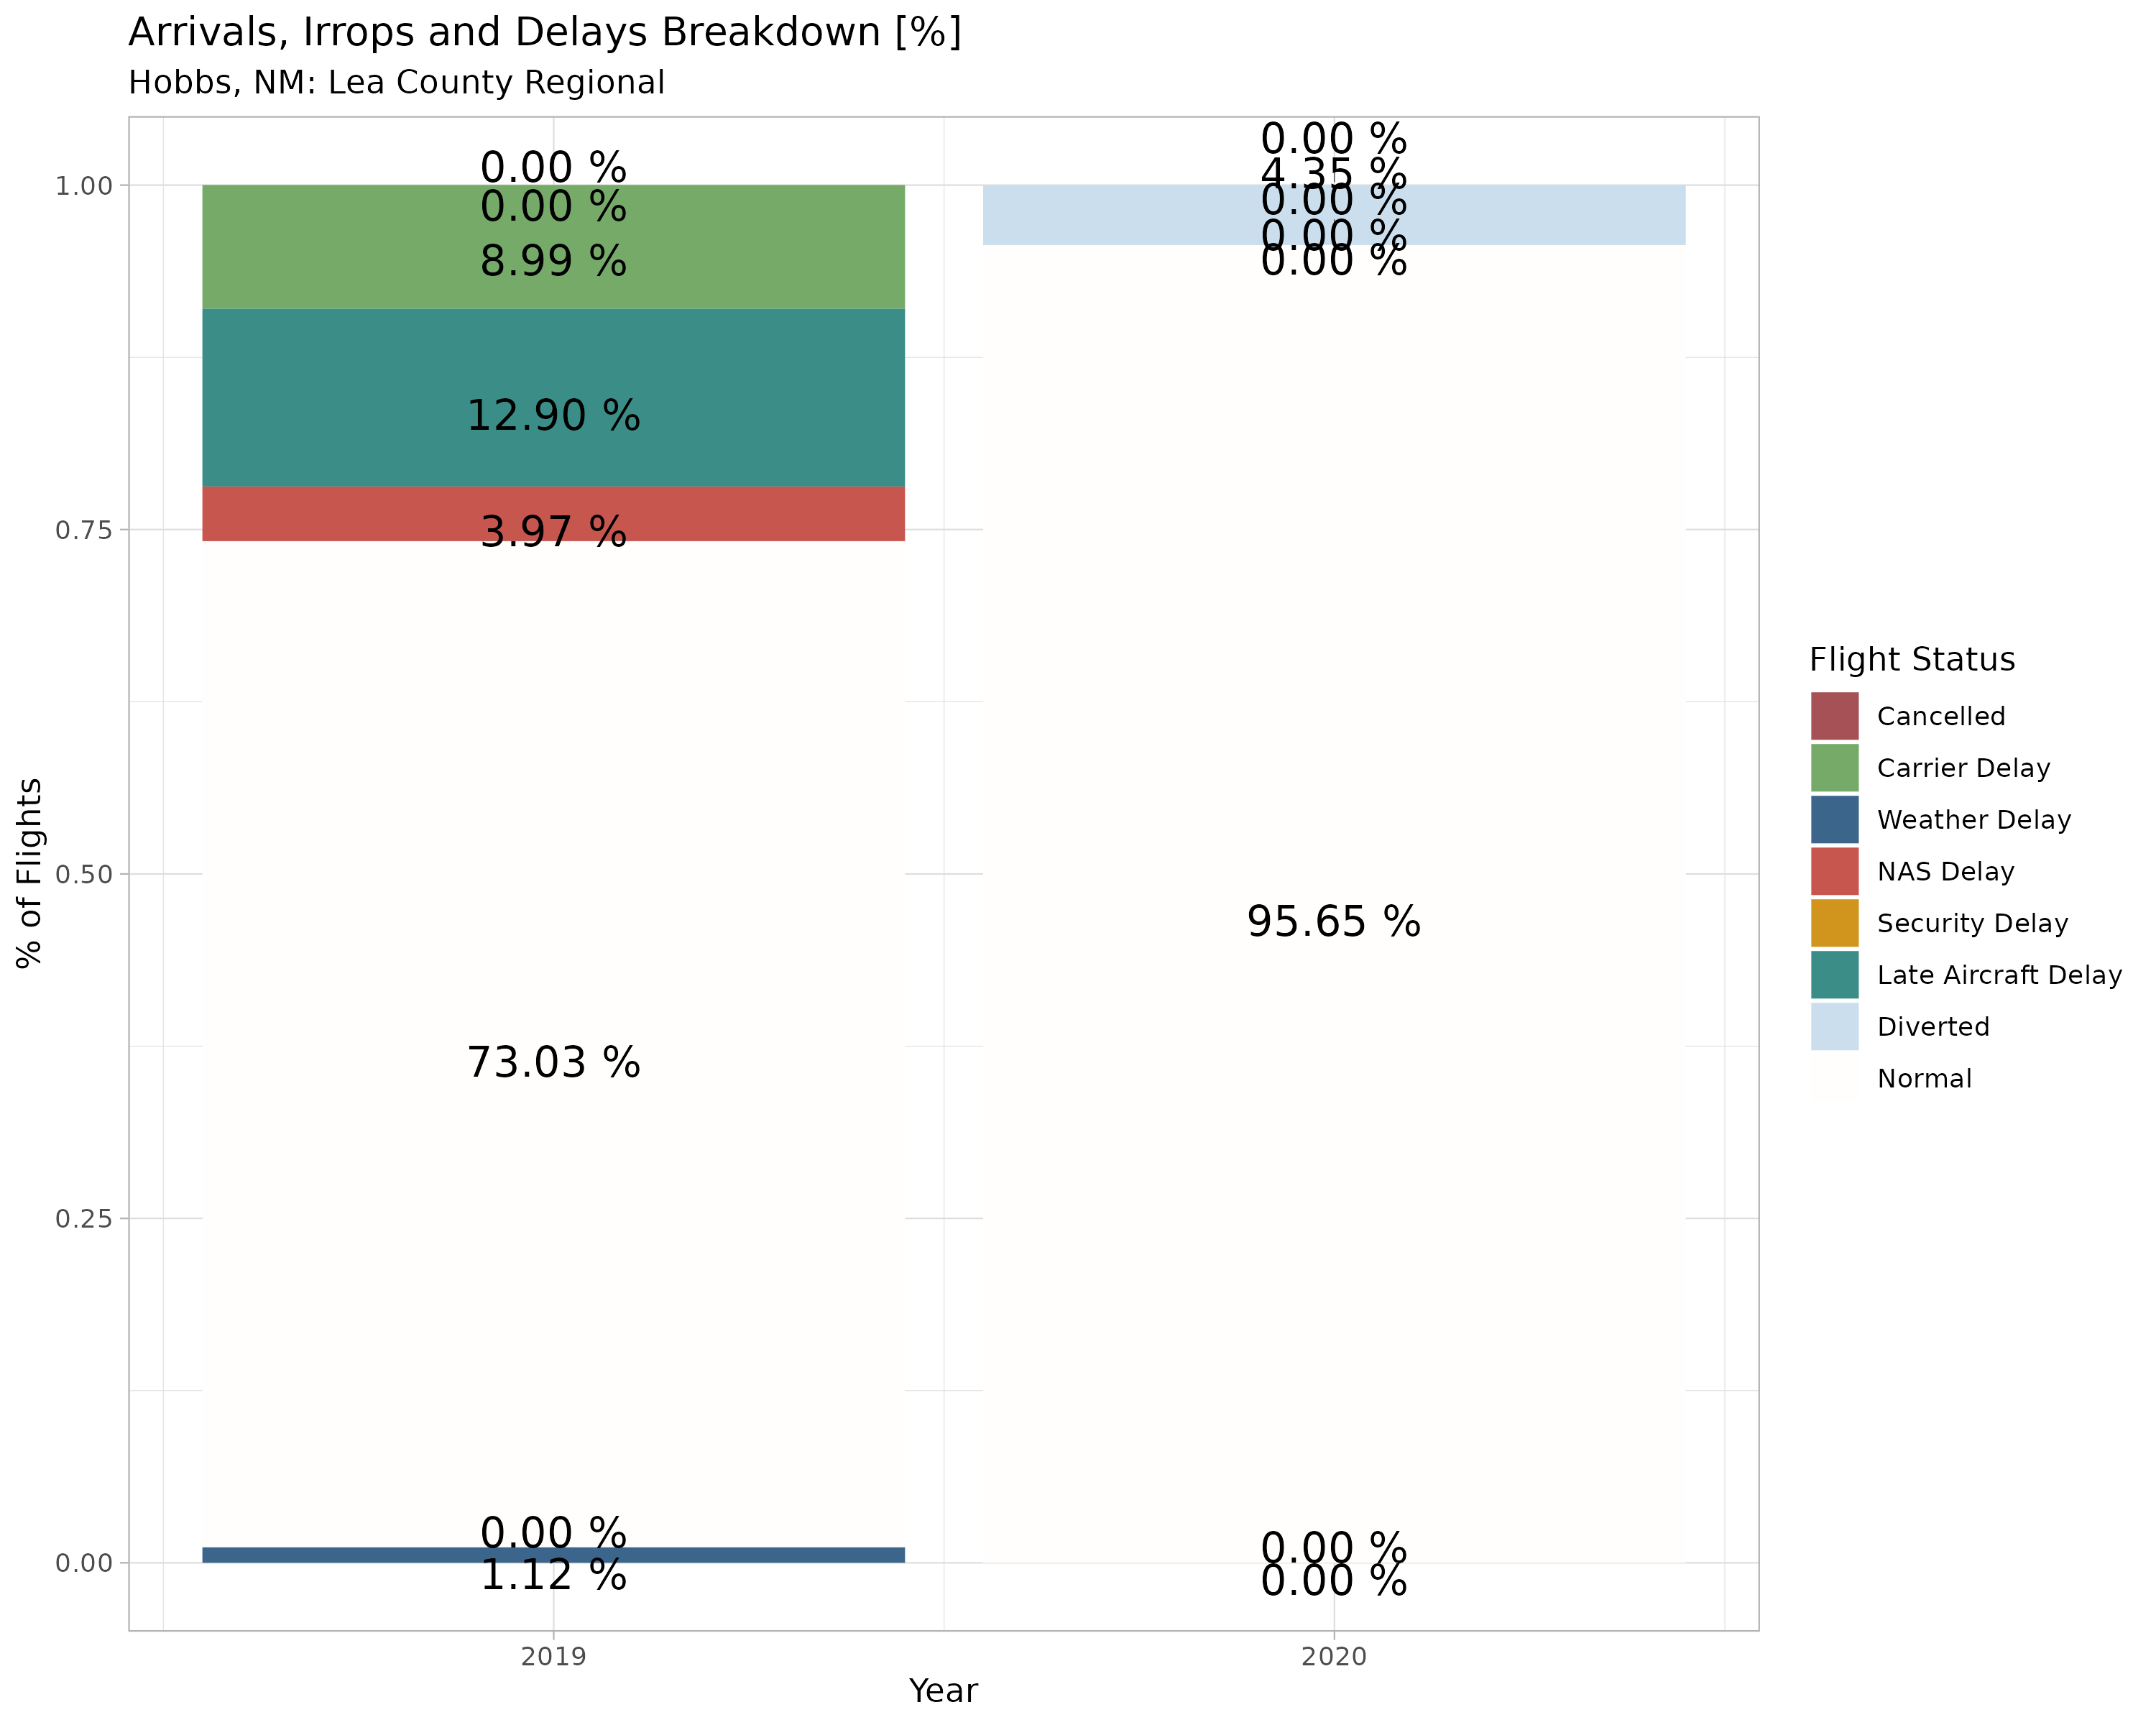 Arrivals, Irrops and Delays Breakdown [%]
Hobbs, NM: Lea County Regional
% of Flights
1.00
0.75
0.50
0.25
0.00
0.00 %
0.00 %
8.99 %
12.90 %
3.97 %
73.03 %
0.00 %
1.12 %
0.00 %
4.35 %
0.00 %
0.00 %
0.00 %
95.65 %
0.00 %
0.00 %
2019
2020
Year
Flight Status
Cancelled
Carrier Delay
Weather Delay
NAS Delay
Security Delay
Late Aircraft Delay
Diverted
Normal